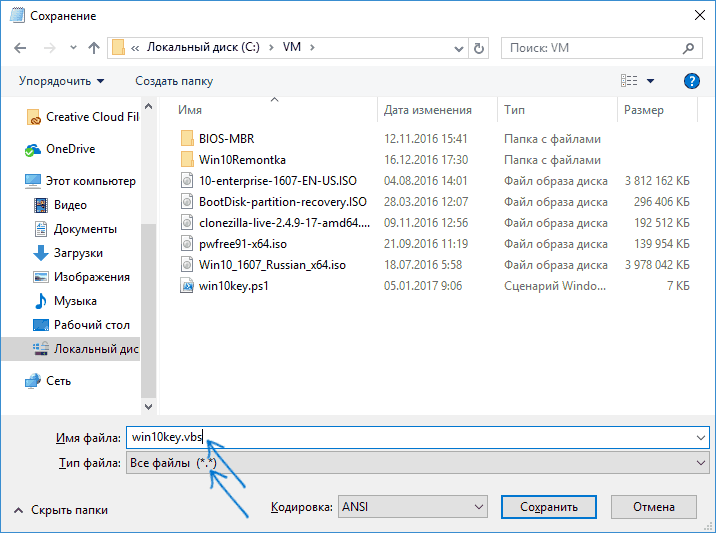 Сохранение
« Локальный диск (C:) › VM ›
Поиск: VM
Упорядочить
Создать папку
Creative Cloud Fil
OneDrive
Этот компьютер
Видео
Документы
Загрузки
Изображения
Музыка
Рабочий стол
Локальный дис
Сеть
Имя Дата изменения Тип Размер
BIOS-MBR 12.11.2016 15:41 Папка с файлами
Win10Remontka 16.12.2016 17:30 Папка с файлами
10-enterprise-1607-EN-US.ISO 04.08.2016 14:01 Файл образа диска 3 812 162 КБ
BootDisk-partition-recovery.ISO 28.03.2016 12:07 Файл образа диска 296 406 КБ
clonezilla-live-2.4.9-17-amd64.... 09.11.2016 12:56 Файл образа диска 192 512 КБ
pwfree91-x64.iso 21.09.2016 11:19 Файл образа диска 139 954 КБ
Win10_1607_Russian_x64.iso 18.07.2016 5:58 Файл образа диска 3 978 042 КБ
win10key.ps1 05.01.2017 9:06 Сценарий Windo... 7 КБ
Имя файла: win10key.vbs
Тип файла: Все файлы (*.*)
Скрыть папки
Кодировка: ANSI
Сохранить
Отмена